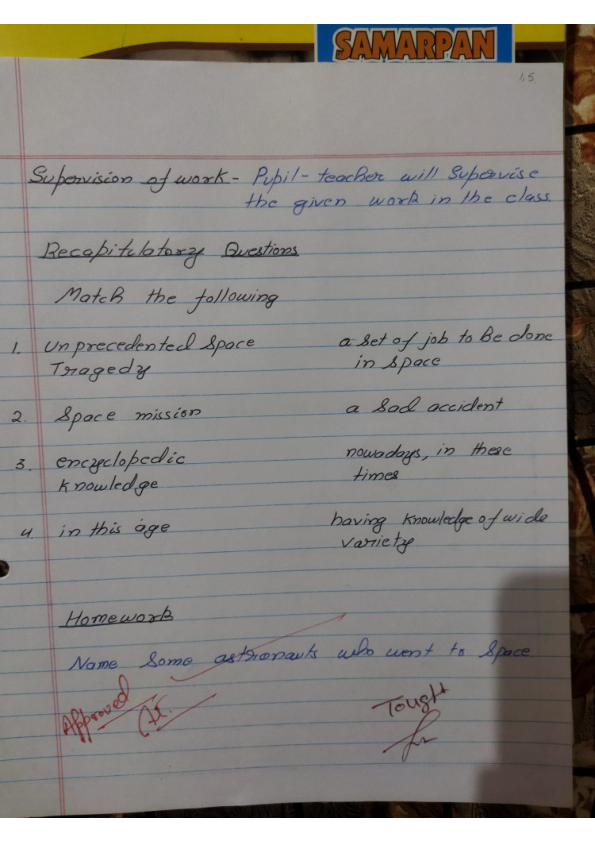 SAMARPAN
15
Supervision of work - Pupil-teacher will Supervise
the given work in the class.
Recapitulatory Questions
Match the following
1. Unprecedented Space a set of job to be done
Tragedy in space
2. Space mission a Sad accident
3. encyclopedic nowadays, in these
knowledge times
4. in this age having knowledge of wide
variety
Homework
Name Some astronauts who went to Space
Approved
Tought